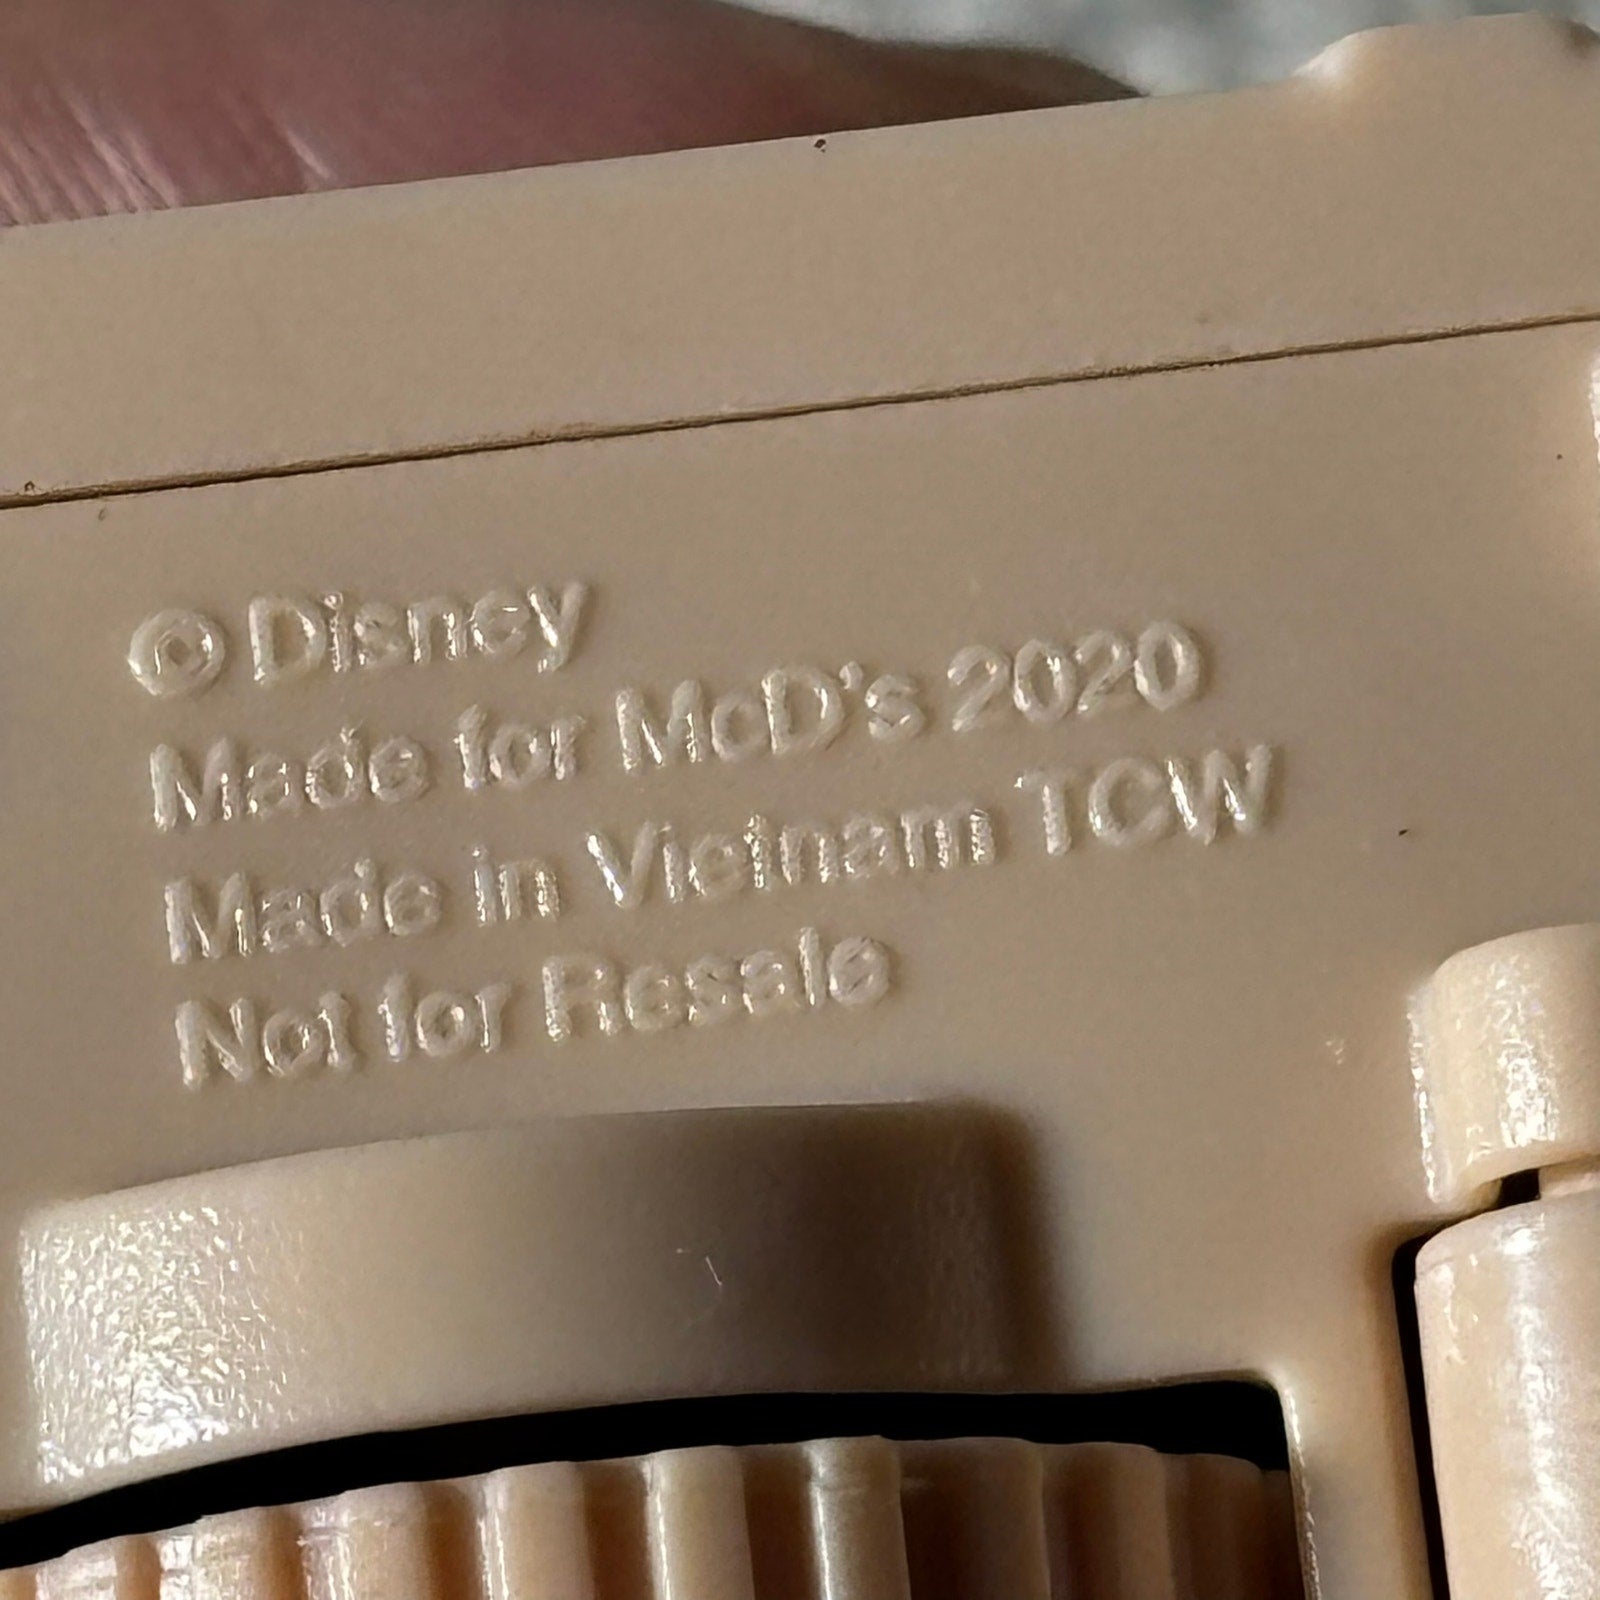 © Disney
Made for McD's 2020
Made in Vietnam TCW
Not for Resale